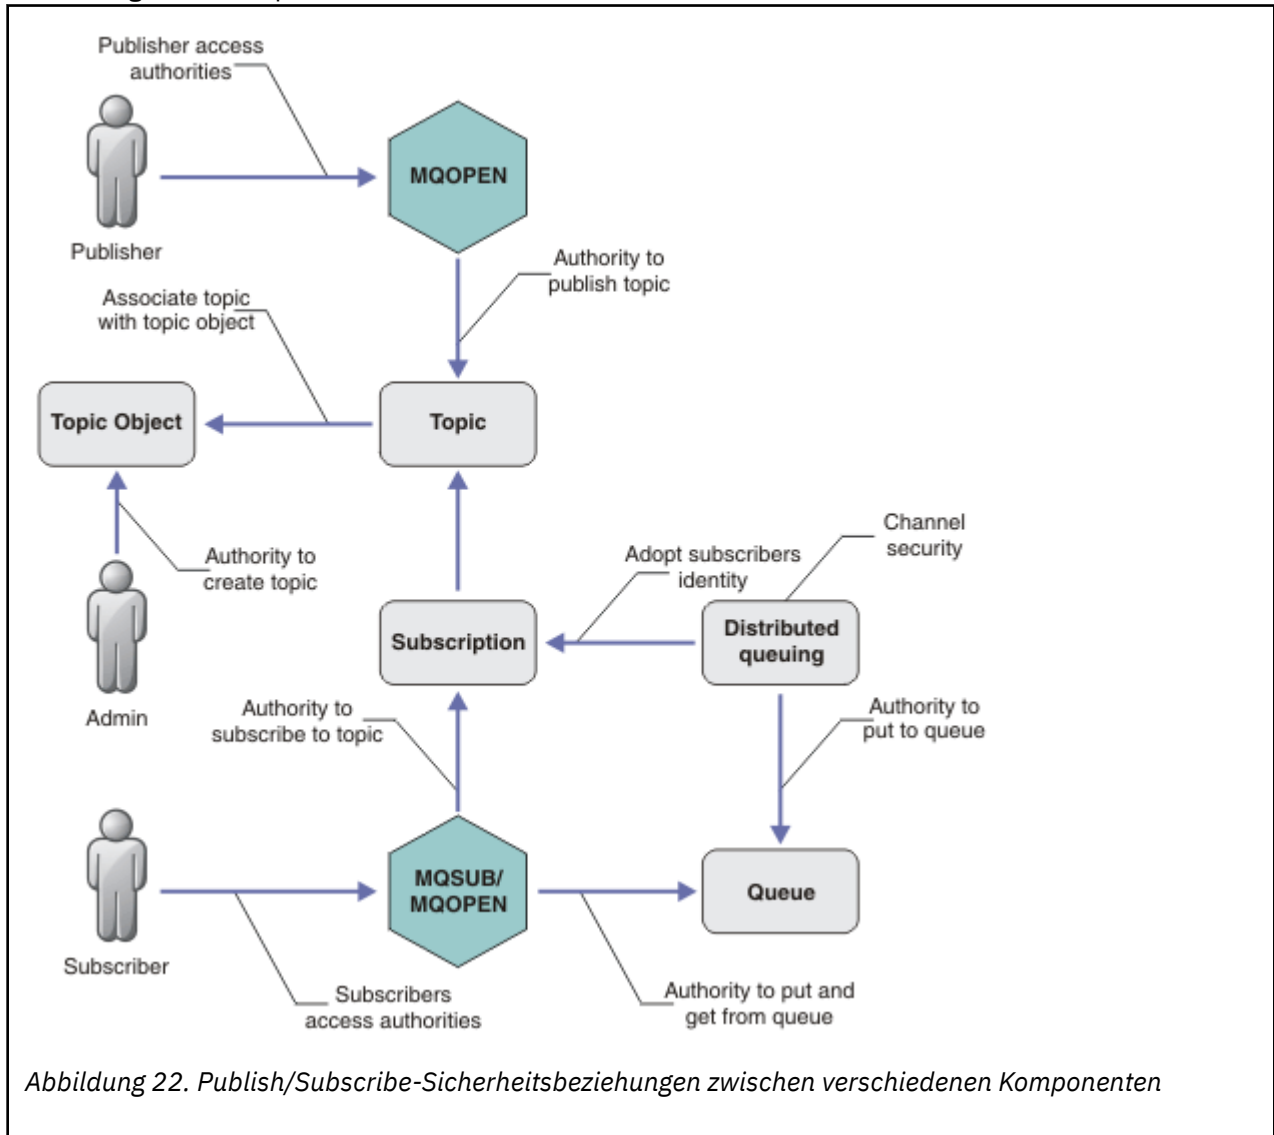 Publisher access
authorities
MQOPEN
Publisher
Authority to
publish topic
Associate topic
with topic object
Topic Object
Topic
Channel
security
Authority to
create topic
Adopt subscribers
identity
Subscription
Distributed
queuing
Admin
Authority to
subscribe to topic
Authority to
put to queue
MQSUB/
MQOPEN
Queue
Subscriber
Subscribers
access authorities
Authority to put and
get from queue
Abbildung 22. Publish/Subscribe-Sicherheitsbeziehungen zwischen verschiedenen Komponenten